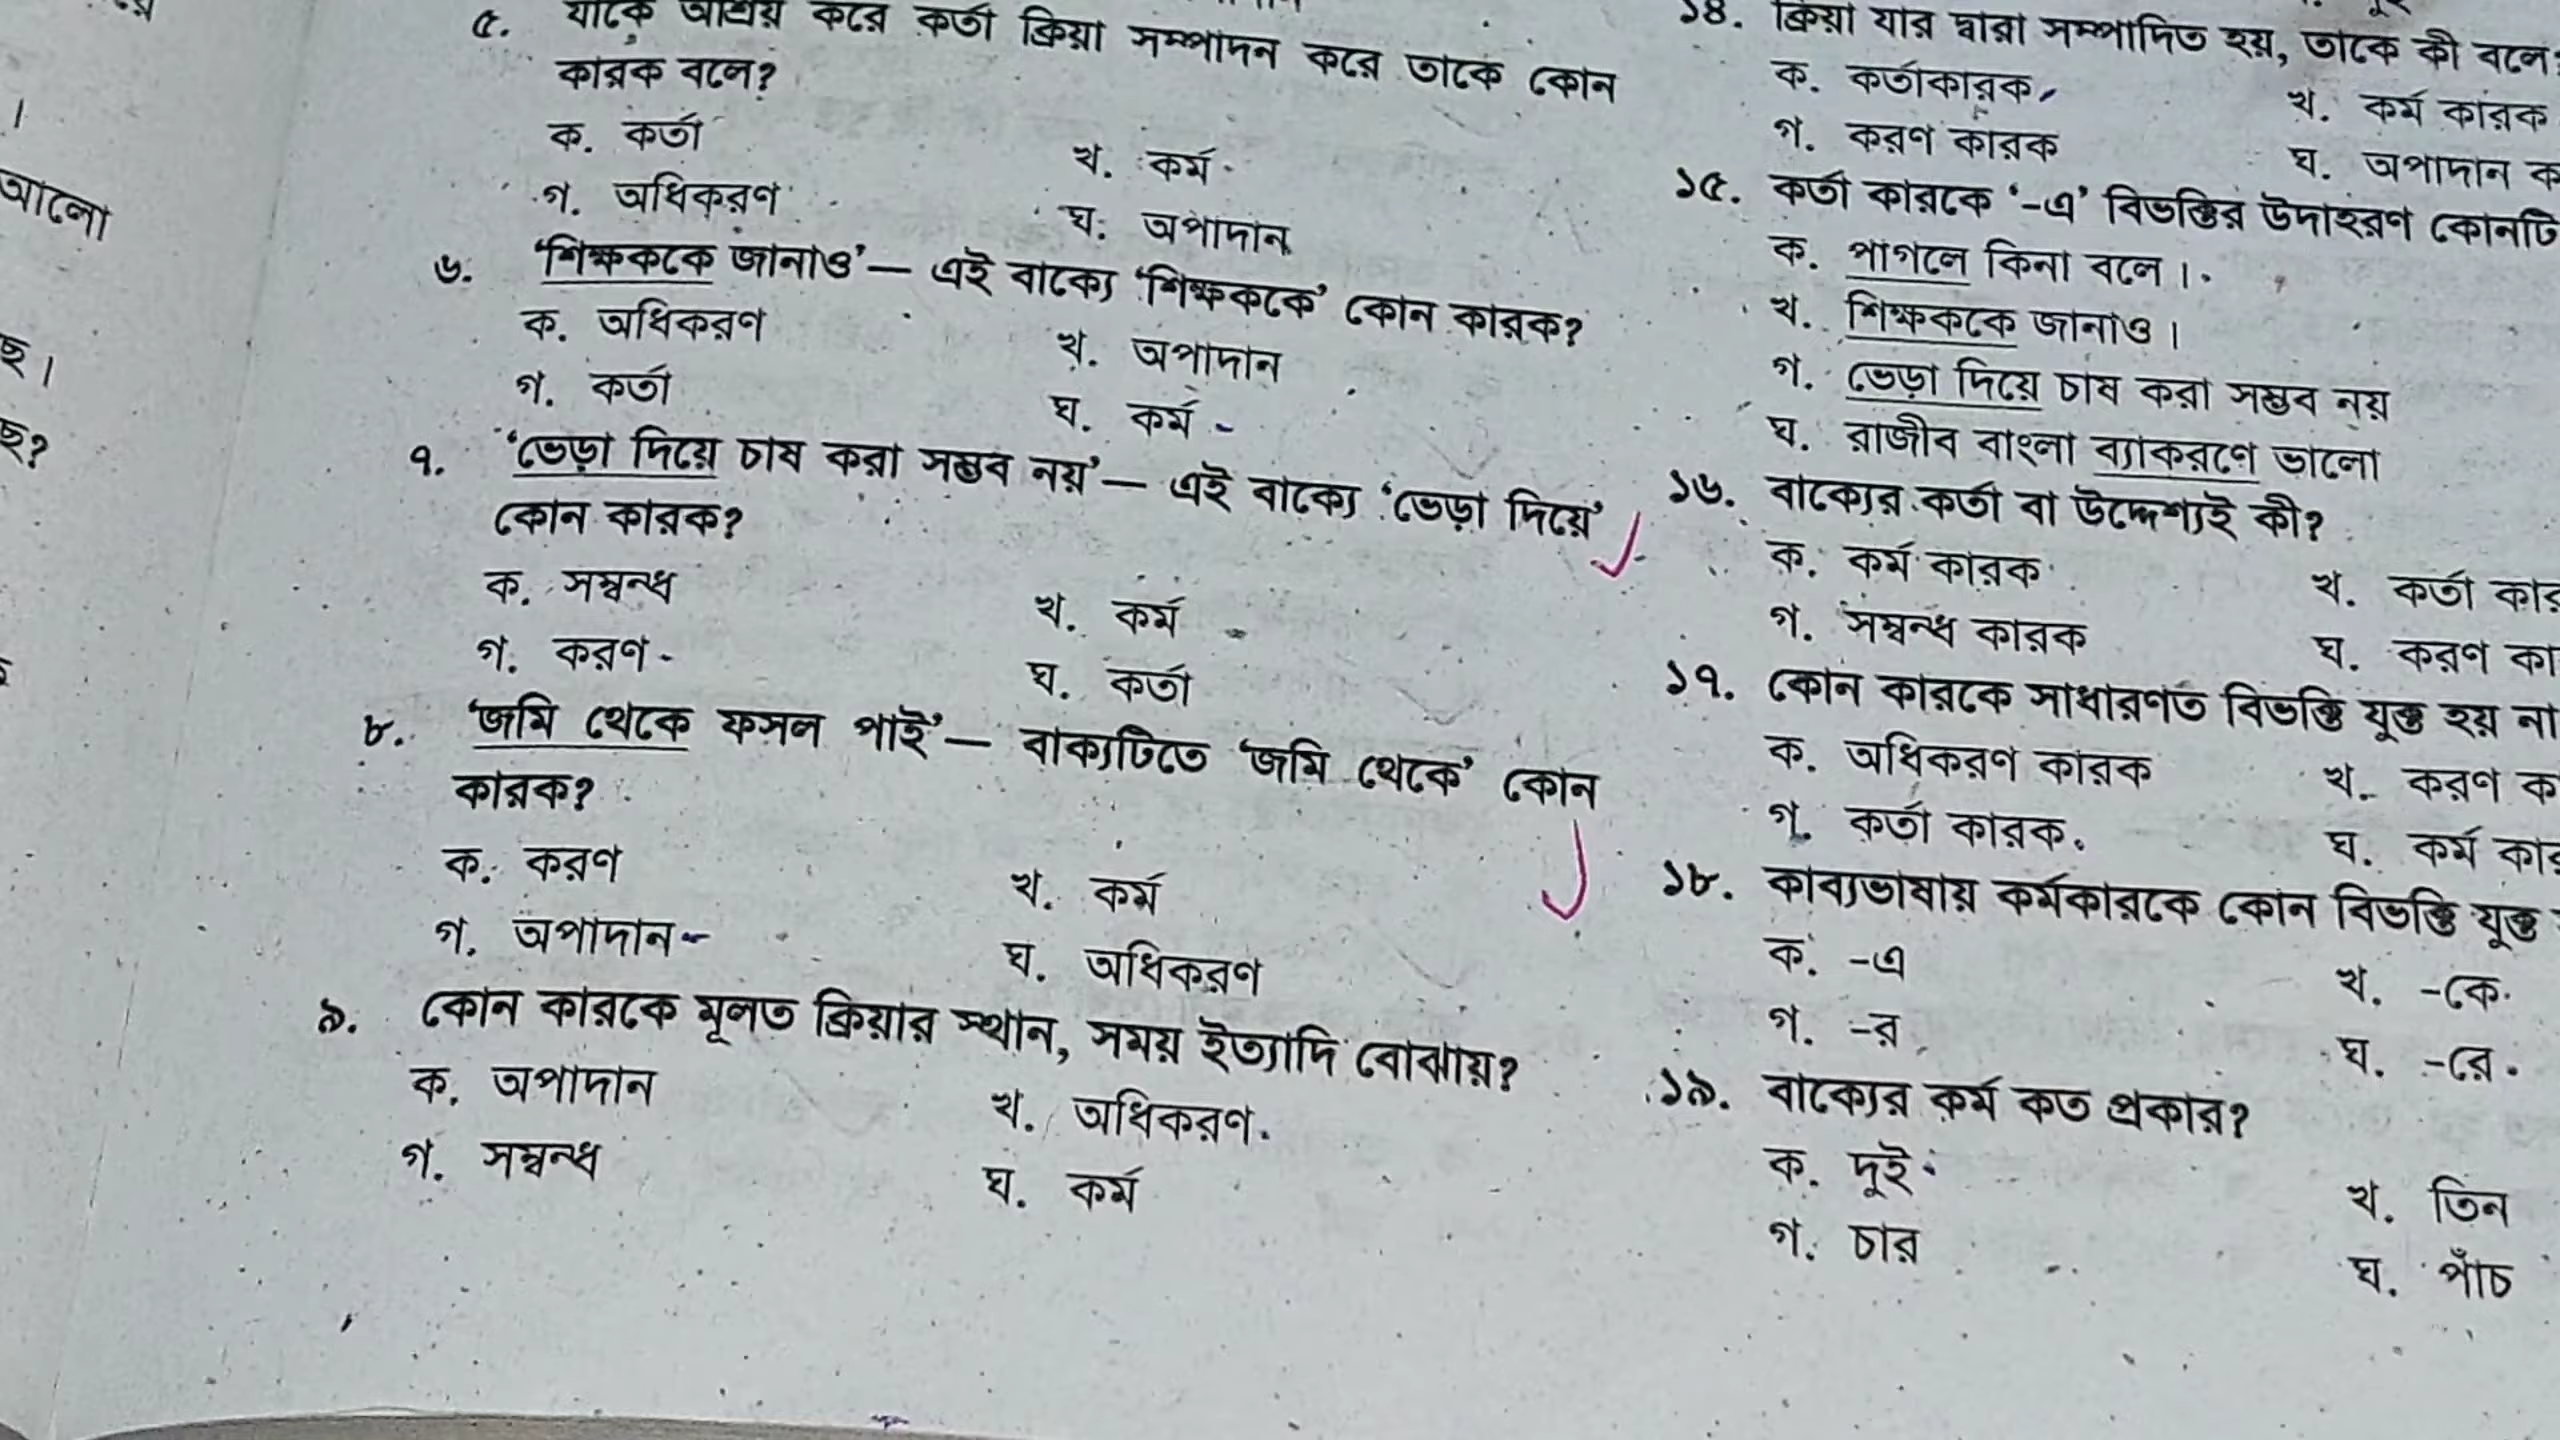 আলো
।
ছ।
ছ?
৫. যাকে আশ্রয় করে কর্তা ক্রিয়া সম্পাদন করে তাকে কোন
কারক বলে?
ক. কর্তা
খ. কর্ম
গ. অধিকরণ
ঘ. অপাদান
৬. ‘শিক্ষককে জানাও’— এই বাক্যে ‘শিক্ষককে’ কোন কারক?
ক. অধিকরণ
খ. অপাদান
গ. কর্তা
ঘ. কর্ম
৭. ‘ভেড়া দিয়ে চাষ করা সম্ভব নয়’— এই বাক্যে ‘ভেড়া দিয়ে’
কোন কারক?
ক. সম্বন্ধ
খ. কর্ম
গ. করণ
ঘ. কর্তা
৮. ‘জমি থেকে ফসল পাই’— বাক্যটিতে ‘জমি থেকে’ কোন
কারক?
ক. করণ
খ. কর্ম
গ. অপাদান
ঘ. অধিকরণ
৯. কোন কারকে মূলত ক্রিয়ার স্থান, সময় ইত্যাদি বোঝায়?
ক. অপাদান
খ. অধিকরণ
গ. সম্বন্ধ
ঘ. কর্ম
১৪. ক্রিয়া যার দ্বারা সম্পাদিত হয়, তাকে কী বলে?
ক. কর্তাকারক
খ. কর্ম কারক
গ. করণ কারক
ঘ. অপাদান ক
১৫. কর্তা কারকে ‘-এ’ বিভক্তির উদাহরণ কোনটি
ক. পাগলে কিনা বলে।
খ. শিক্ষককে জানাও।
গ. ভেড়া দিয়ে চাষ করা সম্ভব নয়
ঘ. রাজীব বাংলা ব্যাকরণে ভালো
১৬. বাক্যের কর্তা বা উদ্দেশ্যই কী?
ক. কর্ম কারক
খ. কর্তা কার
গ. সম্বন্ধ কারক
ঘ. করণ কা
১৭. কোন কারকে সাধারণত বিভক্তি যুক্ত হয় না
ক. অধিকরণ কারক
খ. করণ ক
গ. কর্তা কারক
ঘ. কর্ম কার
১৮. কাব্যভাষায় কর্মকারকে কোন বিভক্তি যুক্ত
ক. -এ
খ. -কে
গ. -র
ঘ. -রে
১৯. বাক্যের কর্ম কত প্রকার?
ক. দুই
খ. তিন
গ. চার
ঘ. পাঁচ